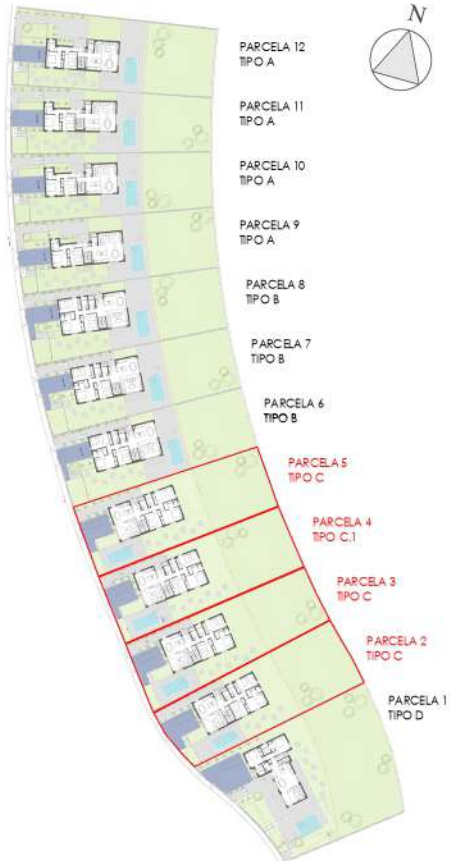 N
PARCELA 12
TIPO A
PARCELA 11
TIPO A
PARCELA 10
TIPO A
PARCELA 9
TIPO A
PARCELA 8
TIPO B
PARCELA 7
TIPO B
PARCELA 6
TIPO B
PARCELA 5
TIPO C
PARCELA 4
TIPO C.1
PARCELA 3
TIPO C
PARCELA 2
TIPO C
PARCELA 1
TIPO D